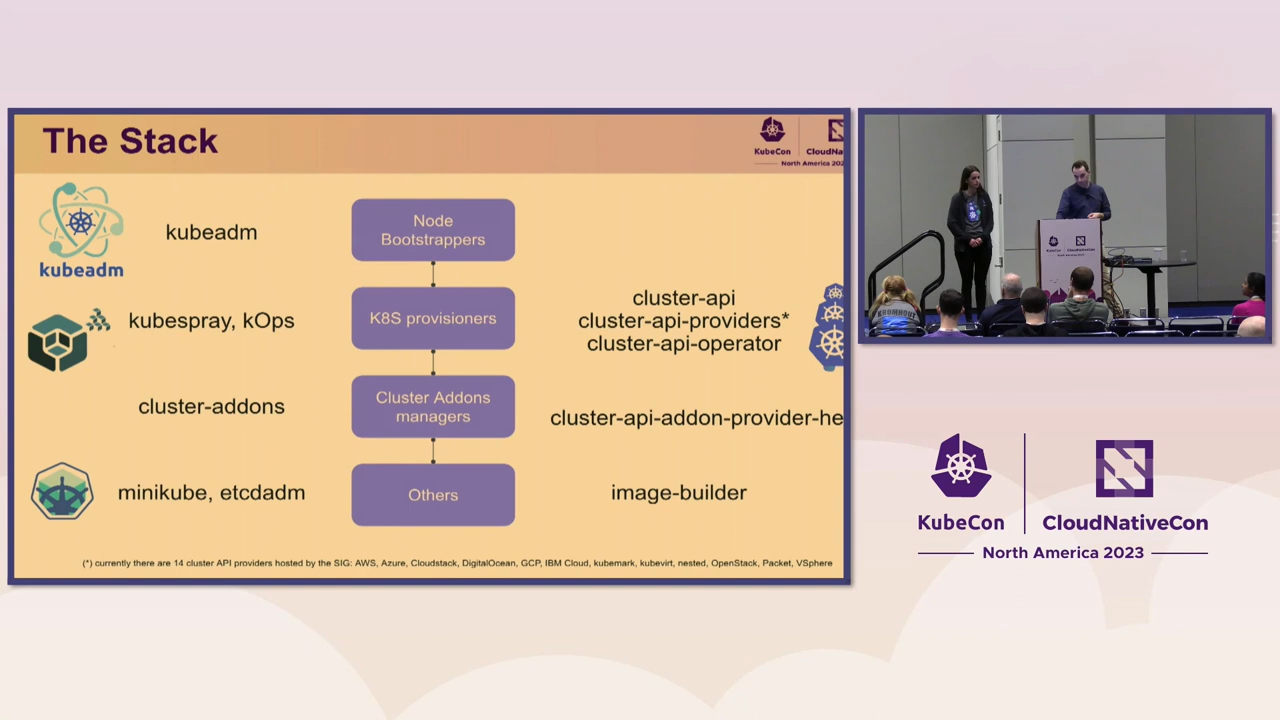 The Stack
KubeCon
CloudNa
North America 202
kubeadm
kubeadm
Node
Bootstrappers
kubespray, kOps
K8S provisioners
cluster-api
cluster-api-providers*
cluster-api-operator
cluster-addons
Cluster Addons
managers
cluster-api-addon-provider-he
minikube, etcdadm
Others
image-builder
(*) currently there are 14 cluster API providers hosted by the SIG: AWS, Azure, Cloudstack, DigitalOcean, GCP, IBM Cloud, kubemark, kubevirt, nested, OpenStack, Packet, VSphere
KubeCon
CloudNativeCon
North America 2023